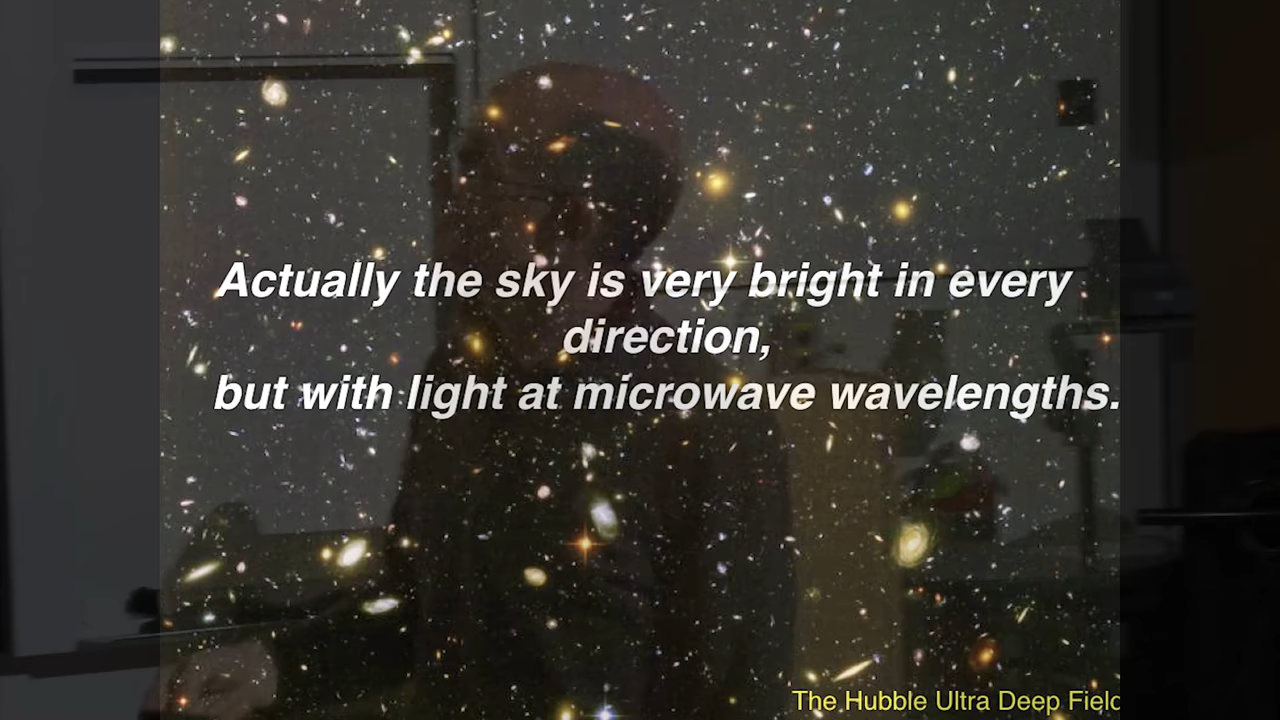 Actually the sky is very bright in every
direction,
but with light at microwave wavelengths.
The Hubble Ultra Deep Field